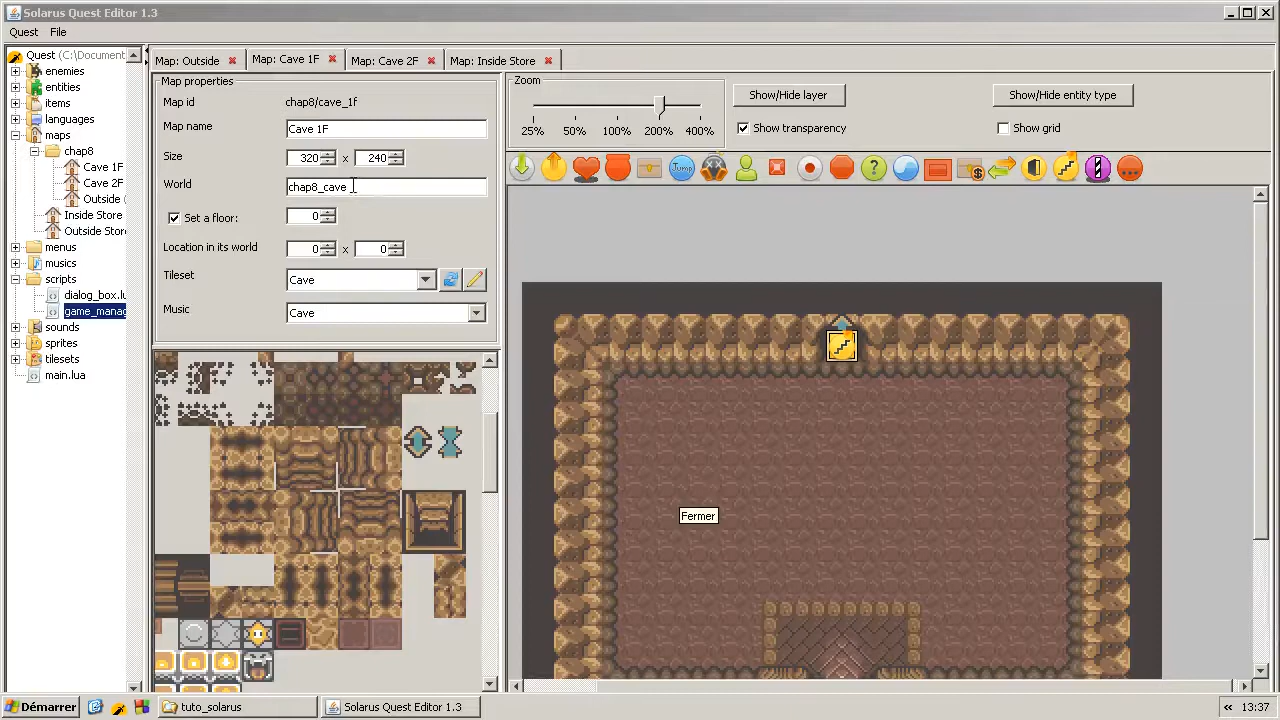 Solarus Quest Editor 1.3
Quest File
Quest (C:\Document
enemies
entities
items
languages
maps
chap8
Cave 1F
Cave 2F
Outside (
Inside Store
Outside Stor
menus
musics
scripts
dialog_box.lu
game_manag
sounds
sprites
tilesets
main.lua
Map: Outside
Map: Cave 1F
Map: Cave 2F
Map: Inside Store
Map properties
Map id chap8/cave_1f
Map name Cave 1F
Size 320 x 240
World chap8_cave
Set a floor: 0
Location in its world 0 x 0
Tileset Cave
Music Cave
Zoom
25% 50% 100% 200% 400%
Show/Hide layer
Show/Hide entity type
Show transparency
Show grid
Jump
?
$
Fermer
Démarrer
tuto_solarus
Solarus Quest Editor 1.3
« 13:37